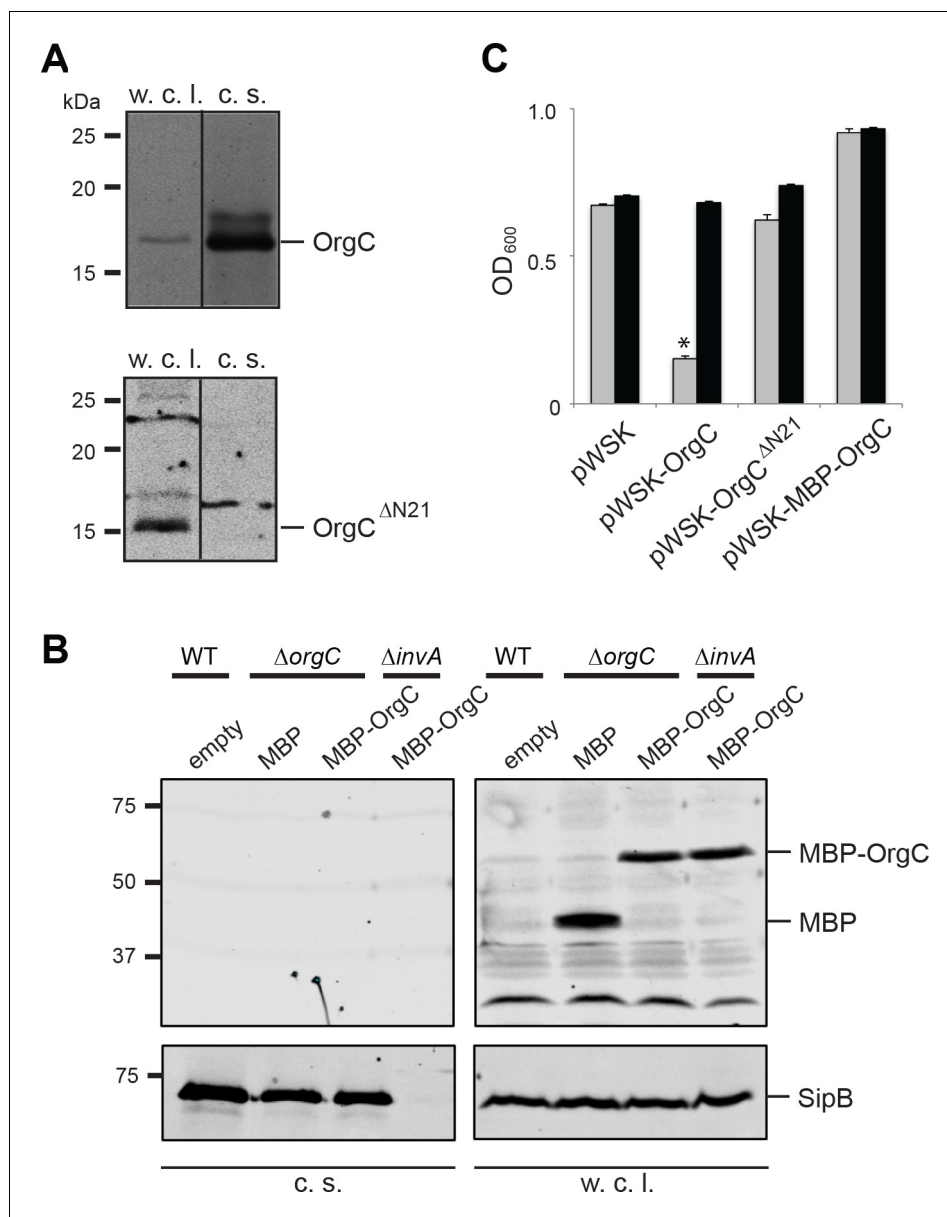 A
kDa
w. c. l. c. s.
25
20
15
OrgC
w. c. l. c. s.
25
20
15
OrgC ΔN21
C
1.0
0.5
0
OD600
*
pWSK
pWSK-OrgC
pWSK-OrgCΔN21
pWSK-MBP-OrgC
B
WT ΔorgC ΔinvA WT ΔorgC ΔinvA
empty MBP MBP-OrgC MBP-OrgC empty MBP MBP-OrgC MBP-OrgC
75
50
37
MBP-OrgC
MBP
75
SipB
c. s. w. c. l.